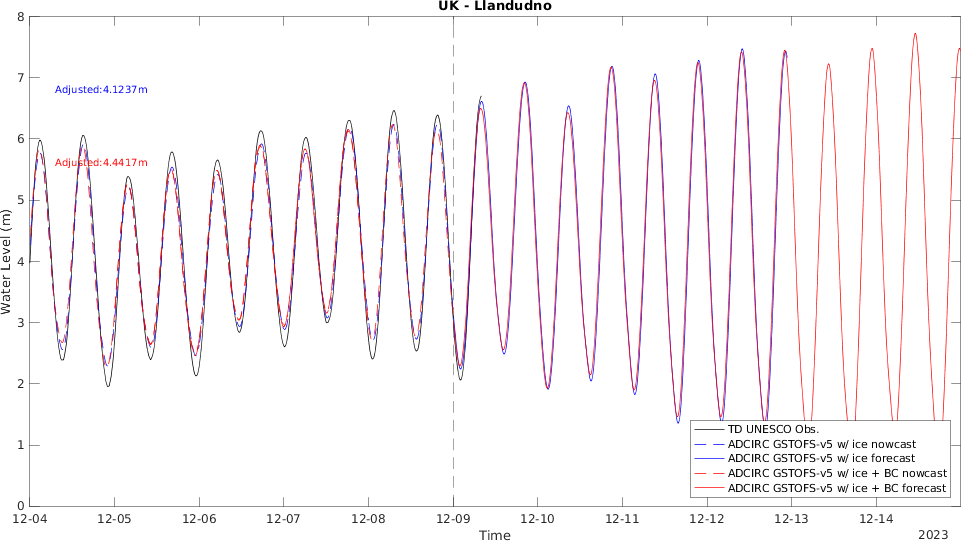 UK - Llandudno
8
7
6
5
4
3
2
1
0
Water Level (m)
Adjusted:4.1237m
Adjusted:4.4417m
TD UNESCO Obs.
ADCIRC GSTOFS-v5 w/ ice nowcast
ADCIRC GSTOFS-v5 w/ ice forecast
ADCIRC GSTOFS-v5 w/ ice + BC nowcast
ADCIRC GSTOFS-v5 w/ ice + BC forecast
12-04 12-05 12-06 12-07 12-08 12-09 12-10 12-11 12-12 12-13 12-14
Time
2023